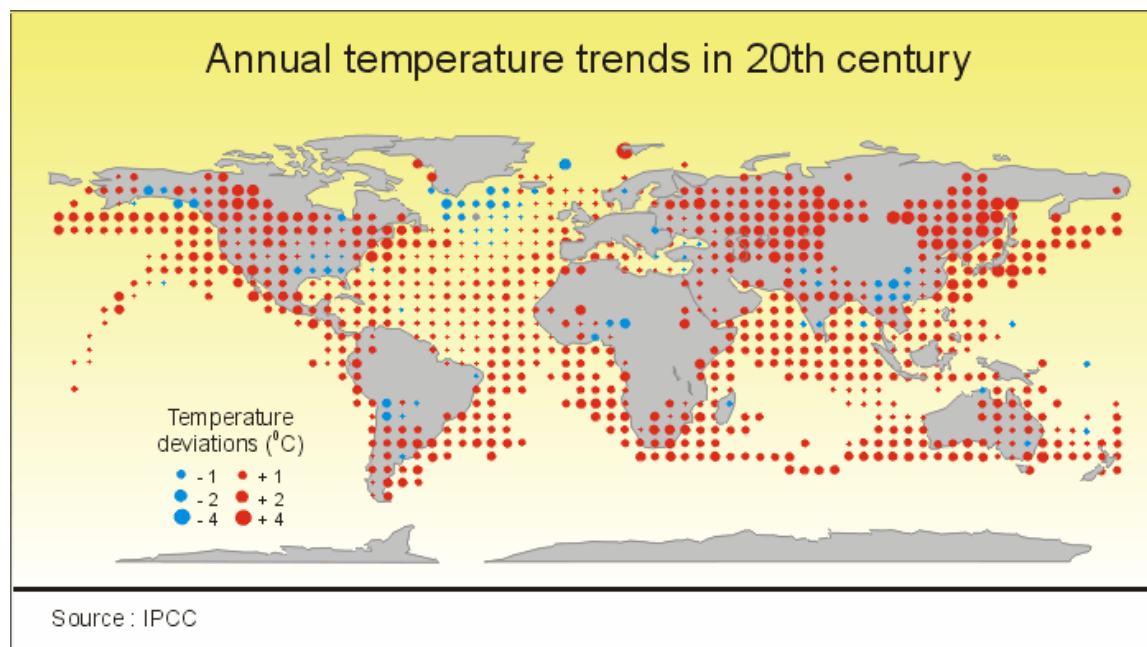 Annual temperature trends in 20th century
Temperature
deviations (⁰C)
- 1 + 1
- 2 + 2
- 4 + 4
Source : IPCC